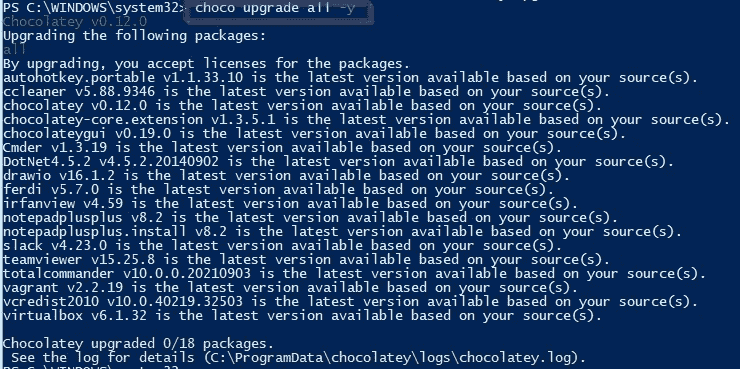 PS C:\WINDOWS\system32> choco upgrade all -y
Chocolatey v0.12.0
Upgrading the following packages:
all
By upgrading, you accept licenses for the packages.
autohotkey.portable v1.1.33.10 is the latest version available based on your source(s).
ccleaner v5.88.9346 is the latest version available based on your source(s).
chocolatey v0.12.0 is the latest version available based on your source(s).
chocolatey-core.extension v1.3.5.1 is the latest version available based on your source(s).
chocolateygui v0.19.0 is the latest version available based on your source(s).
Cmder v1.3.19 is the latest version available based on your source(s).
DotNet4.5.2 v4.5.2.20140902 is the latest version available based on your source(s).
drawio v16.1.2 is the latest version available based on your source(s).
ferdi v5.7.0 is the latest version available based on your source(s).
irfanview v4.59 is the latest version available based on your source(s).
notepadplusplus v8.2 is the latest version available based on your source(s).
notepadplusplus.install v8.2 is the latest version available based on your source(s).
slack v4.23.0 is the latest version available based on your source(s).
teamviewer v15.25.8 is the latest version available based on your source(s).
totalcommander v10.0.0.20210903 is the latest version available based on your source(s).
vagrant v2.2.19 is the latest version available based on your source(s).
vcredist2010 v10.0.40219.32503 is the latest version available based on your source(s).
virtualbox v6.1.32 is the latest version available based on your source(s).
Chocolatey upgraded 0/18 packages.
See the log for details (C:\ProgramData\chocolatey\logs\chocolatey.log).